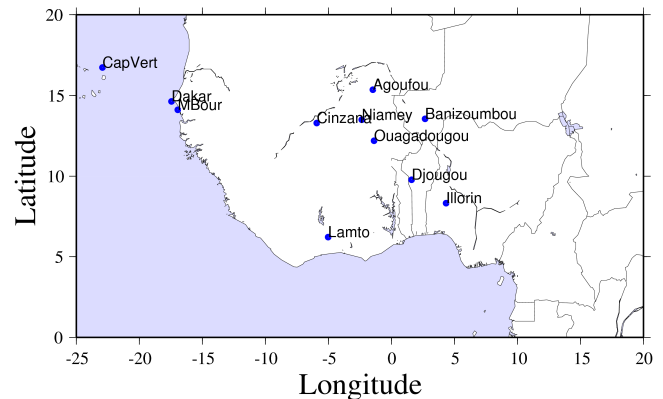 20
CapVert
Agoufou
15
Dakar
MBour
Cinzana
Niamey
Banizoumbou
Ouagadougou
Latitude
10
Djougou
Illorin
Lamto
5
0
-25 -20 -15 -10 -5 0 5 10 15 20
Longitude